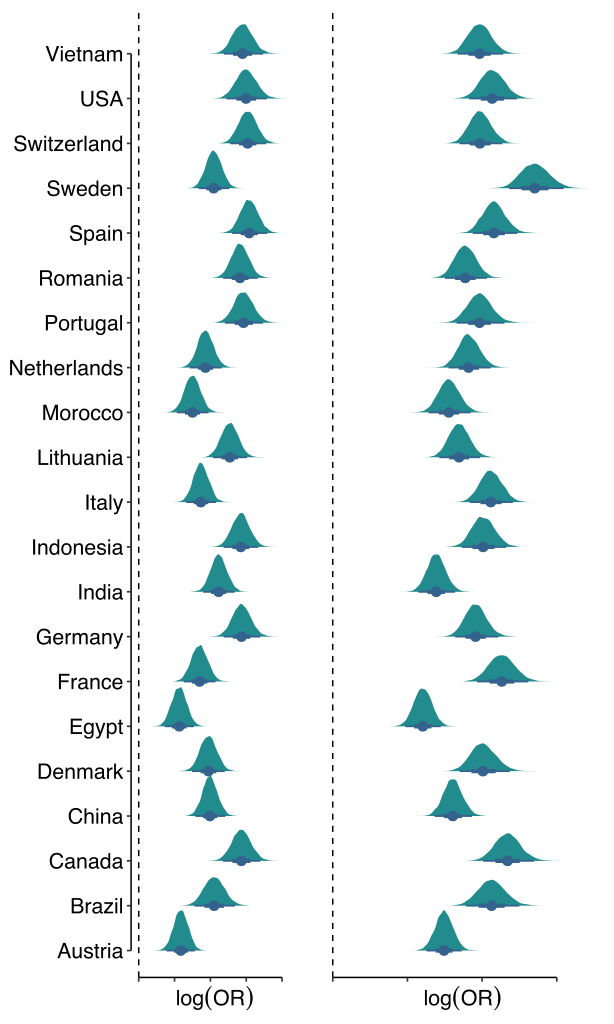 Vietnam
USA
Switzerland
Sweden
Spain
Romania
Portugal
Netherlands
Morocco
Lithuania
Italy
Indonesia
India
Germany
France
Egypt
Denmark
China
Canada
Brazil
Austria
log(OR) log(OR)